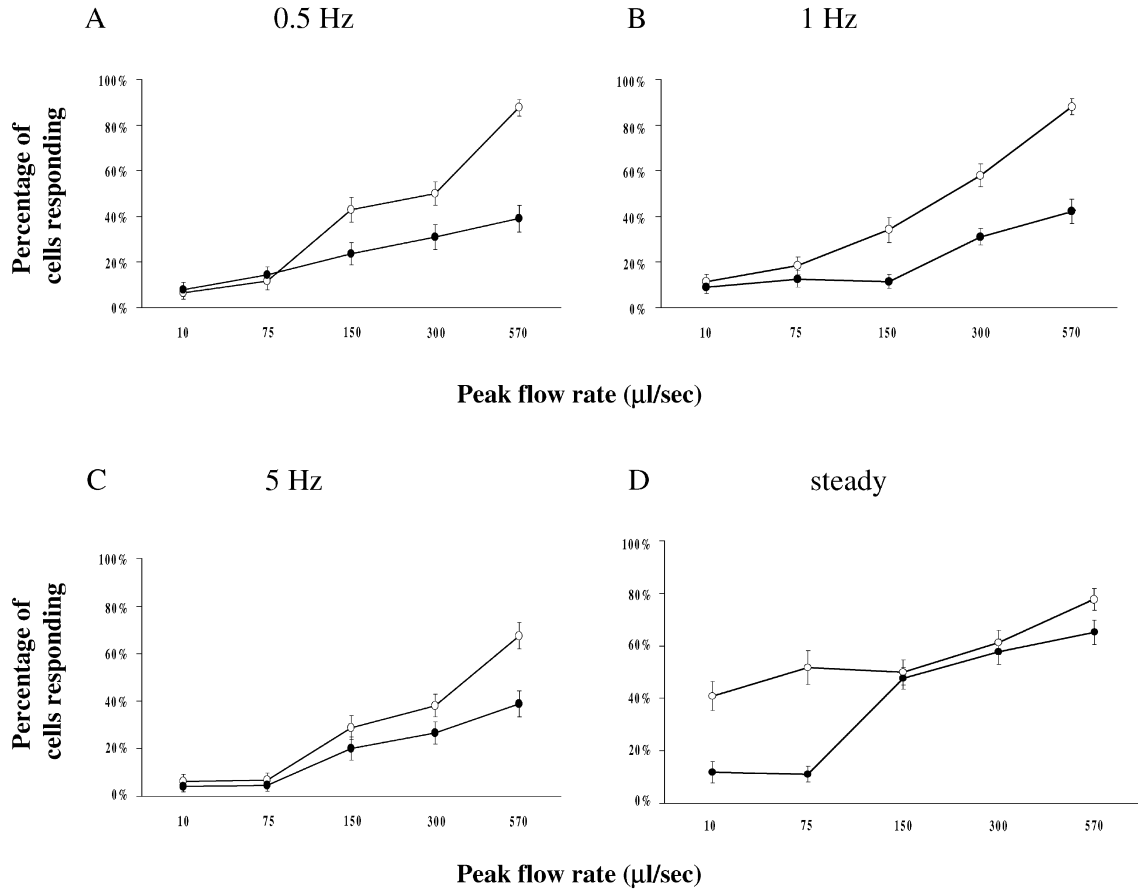 A
0.5 Hz
B
1 Hz
Percentage of
cells responding
100%
80%
60%
40%
20%
0%
10 75 150 300 570
100%
80%
60%
40%
20%
0%
10 75 150 300 570
Peak flow rate (μl/sec)
C
5 Hz
D
steady
Percentage of
cells responding
100%
80%
60%
40%
20%
0%
10 75 150 300 570
100%
80%
60%
40%
20%
0%
10 75 150 300 570
Peak flow rate (μl/sec)